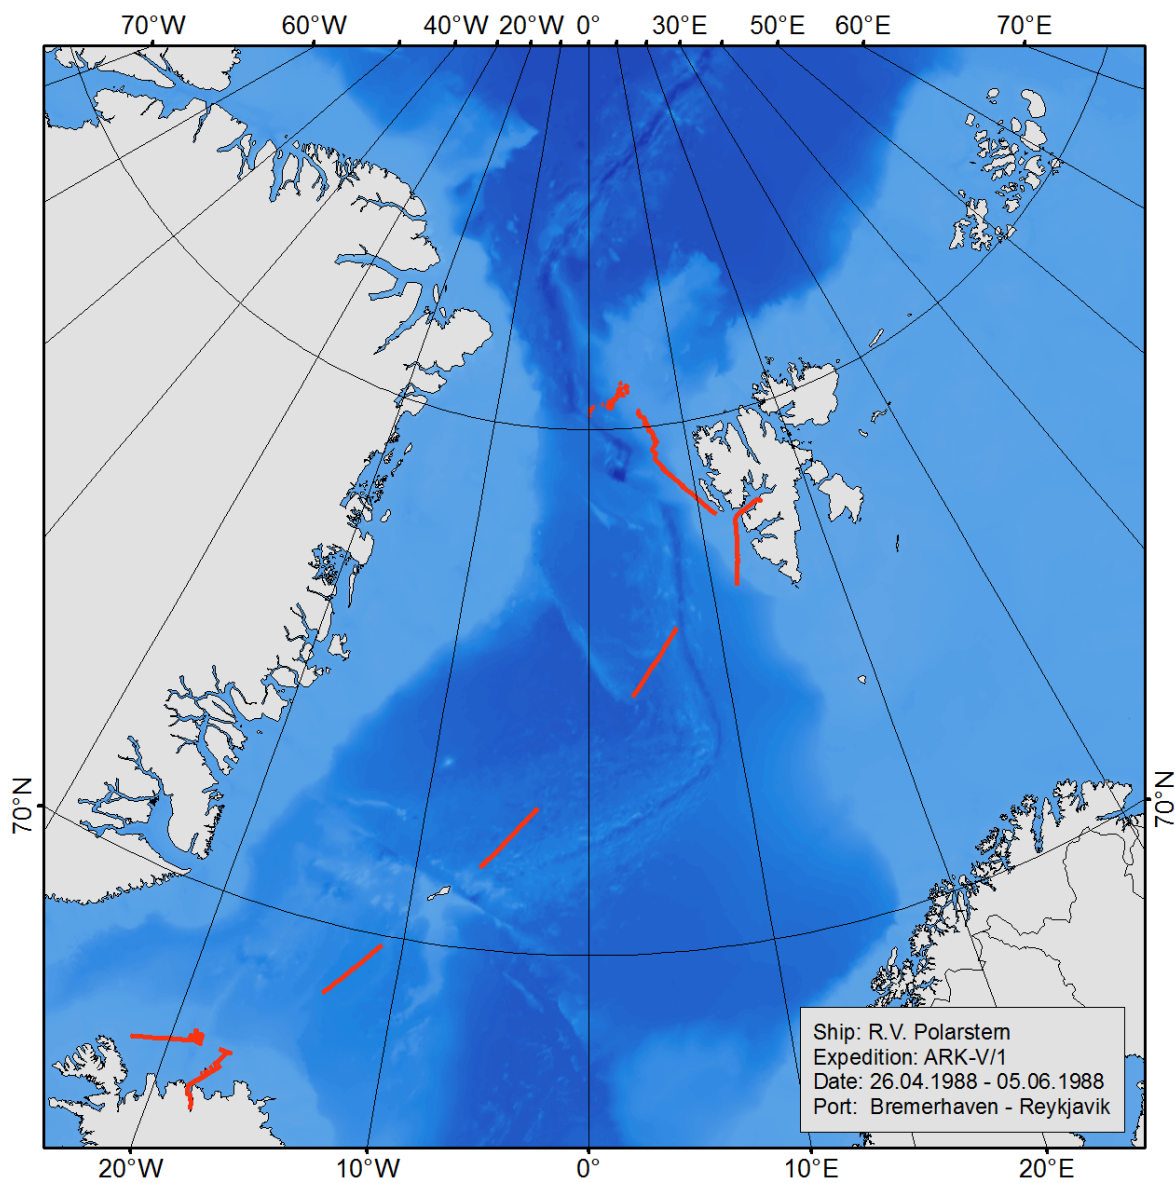 70°W 60°W 40°W 20°W 0° 30°E 50°E 60°E 70°E
70°N 70°N
Ship: R.V. Polarstern
Expedition: ARK-V/1
Date: 26.04.1988 - 05.06.1988
Port: Bremerhaven - Reykjavik
20°W 10°W 0° 10°E 20°E